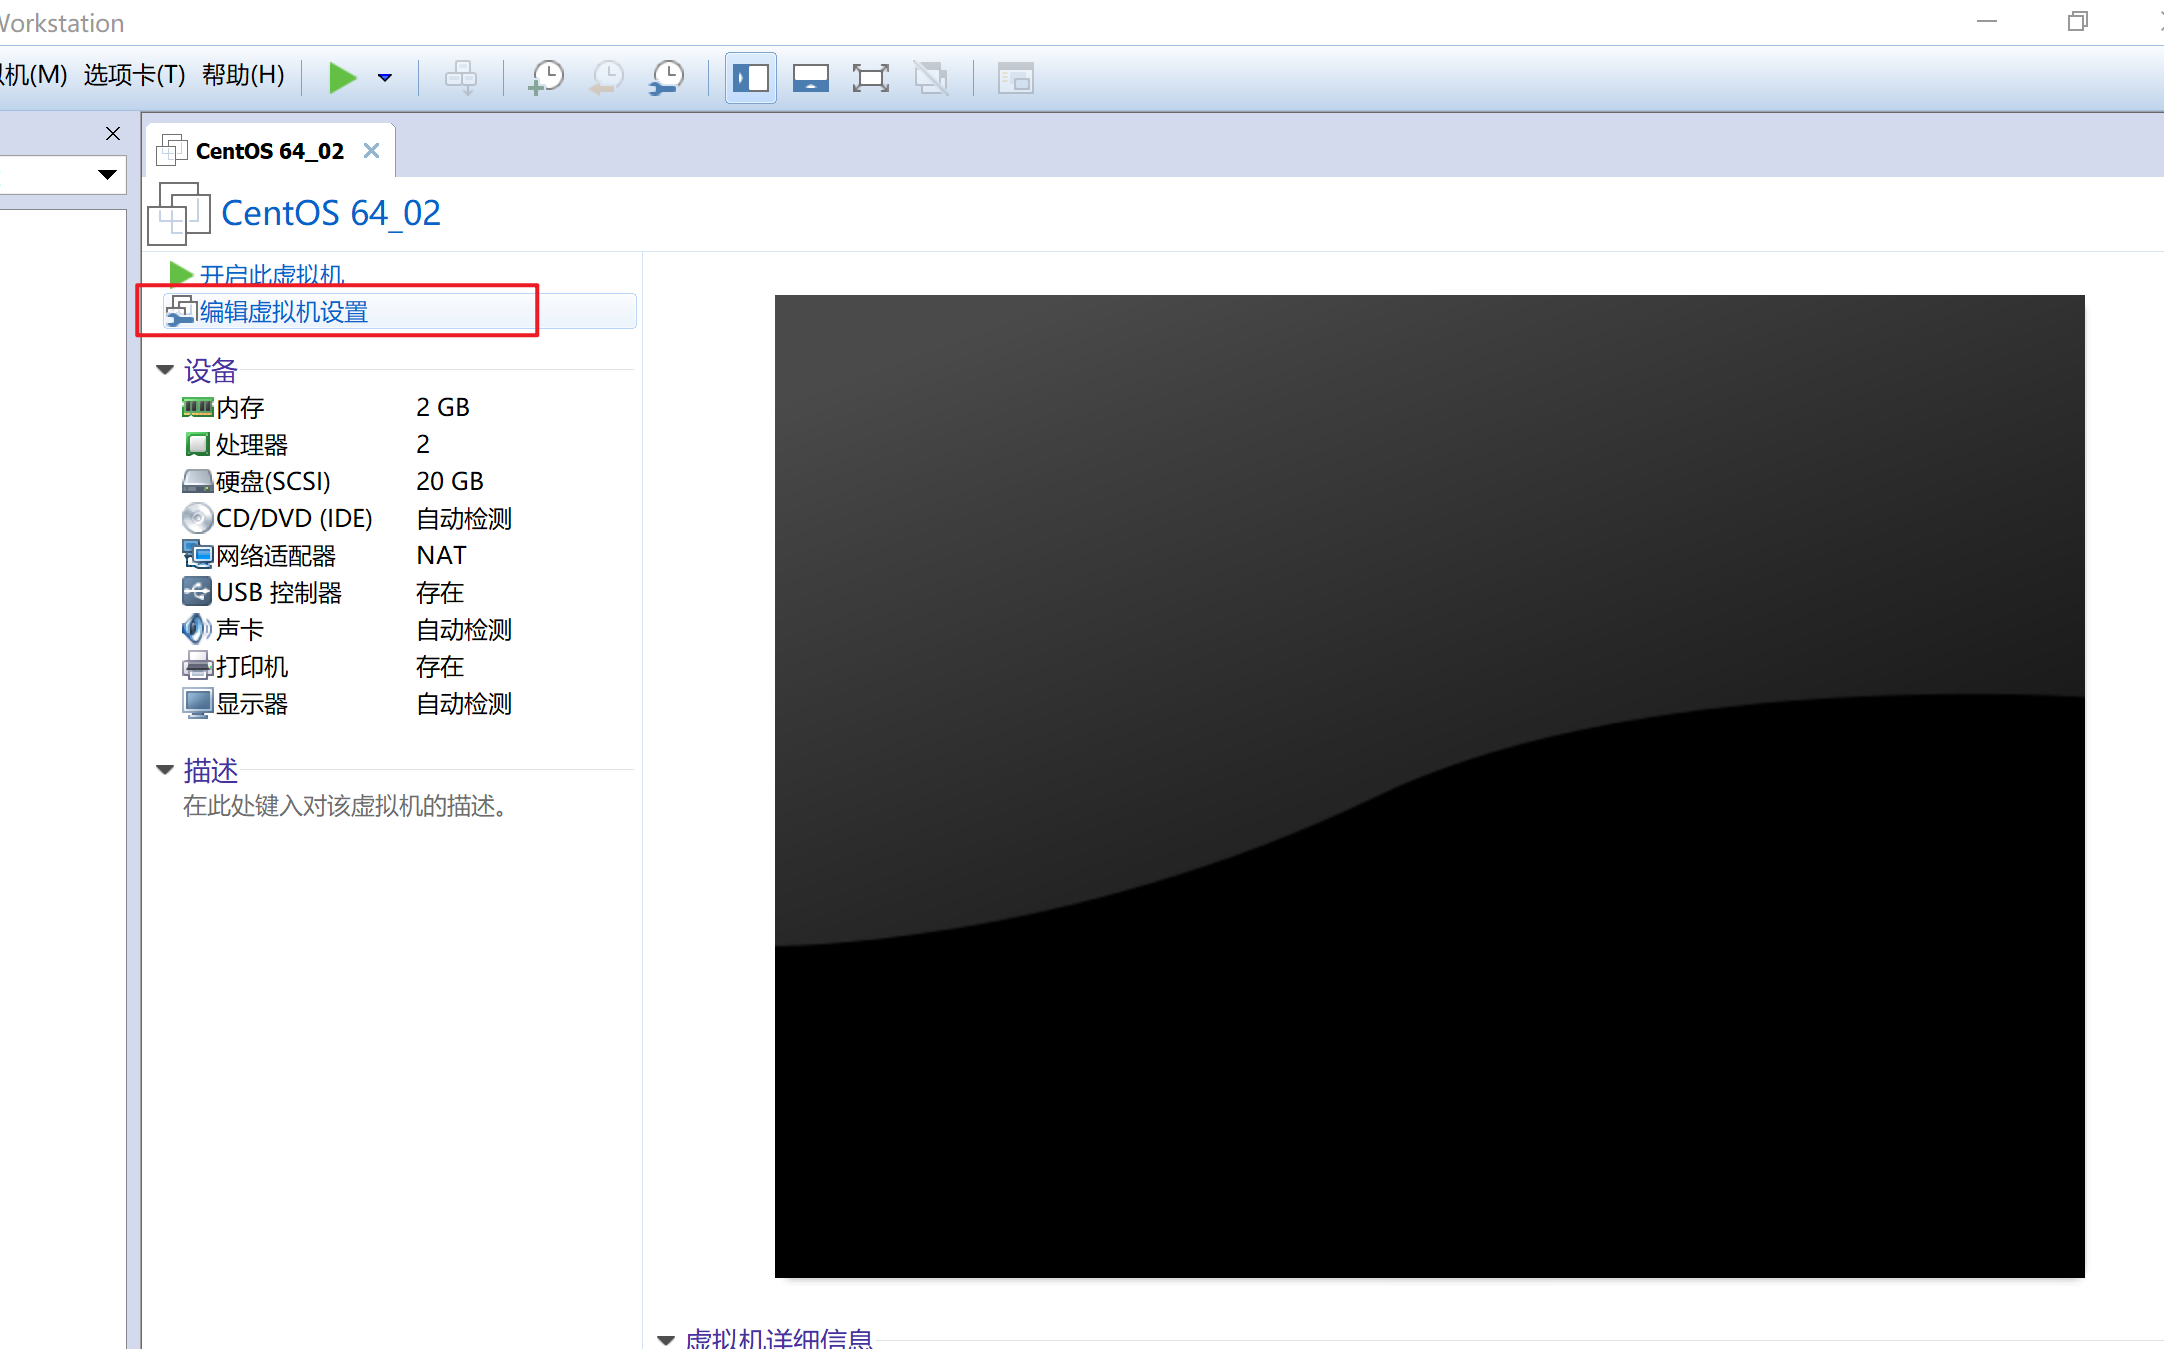 Workstation
拟机(M) 选项卡(T) 帮助(H)
CentOS 64_02
CentOS 64_02
开启此虚拟机
编辑虚拟机设置
设备
内存 2 GB
处理器 2
硬盘(SCSI) 20 GB
CD/DVD (IDE) 自动检测
网络适配器 NAT
USB 控制器 存在
声卡 自动检测
打印机 存在
显示器 自动检测
描述
在此处键入对该虚拟机的描述。
虚拟机详细信息